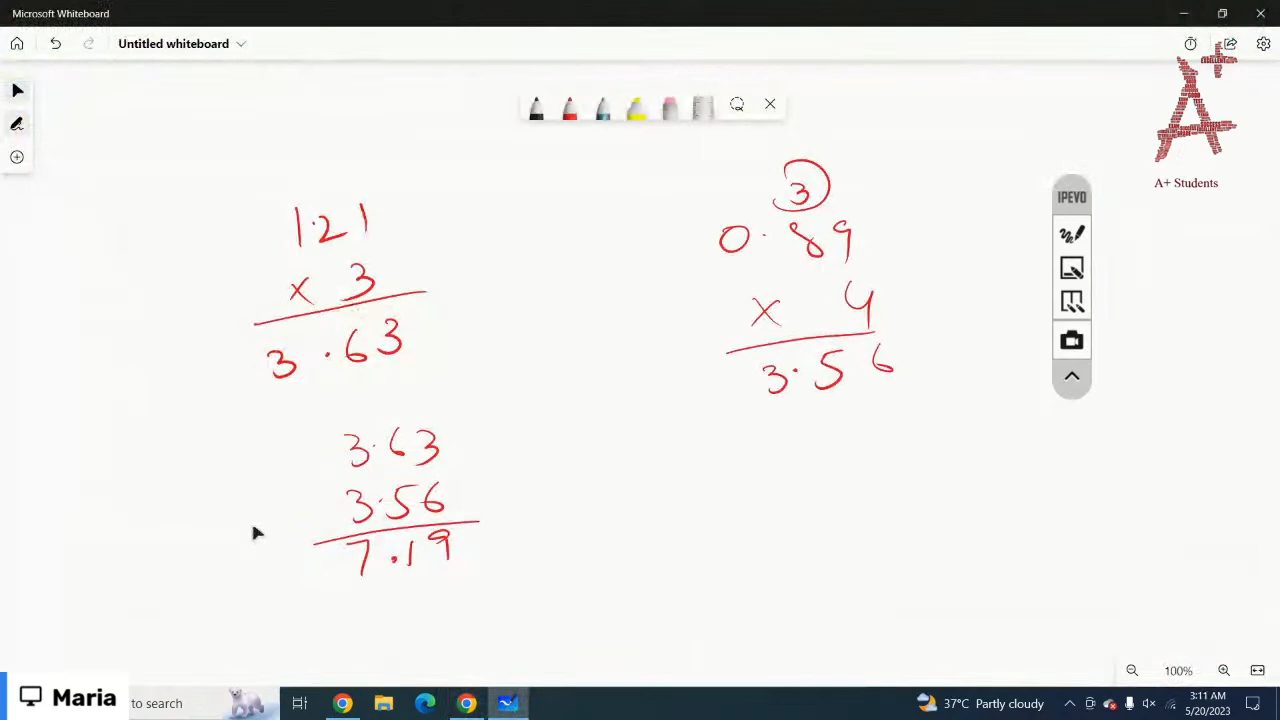 Microsoft Whiteboard
Untitled whiteboard
A+
A+ Students
IPEVO
1.21
x 3
3.63
3
0.89
x 4
3.56
3.63
3.56
7.19
100%
Maria
to search
37°C Partly cloudy
3:11 AM
5/20/2023